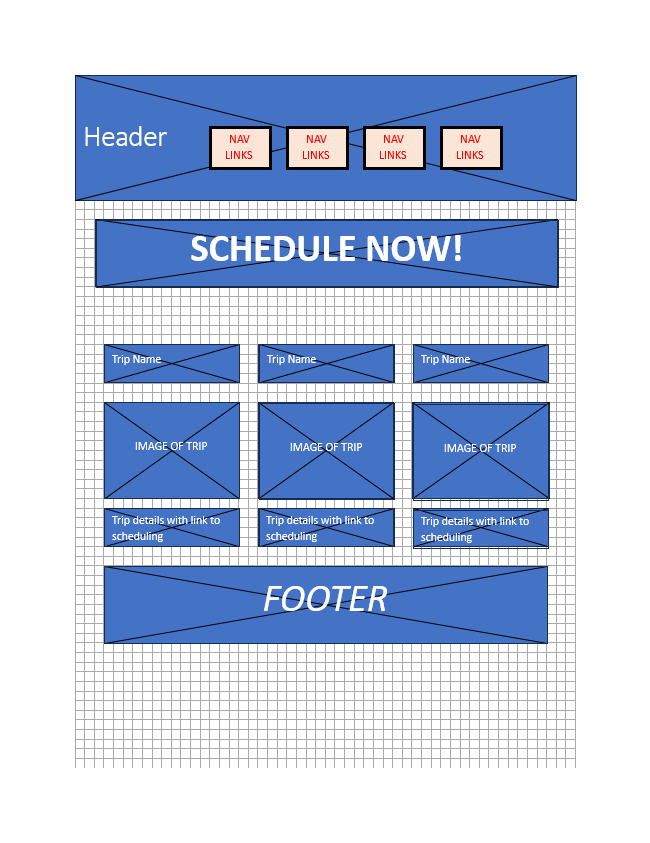 Header
NAV
LINKS
NAV
LINKS
NAV
LINKS
NAV
LINKS
SCHEDULE NOW!
Trip Name
Trip Name
Trip Name
IMAGE OF TRIP
IMAGE OF TRIP
IMAGE OF TRIP
Trip details with link to
scheduling
Trip details with link to
scheduling
Trip details with link to
scheduling
FOOTER